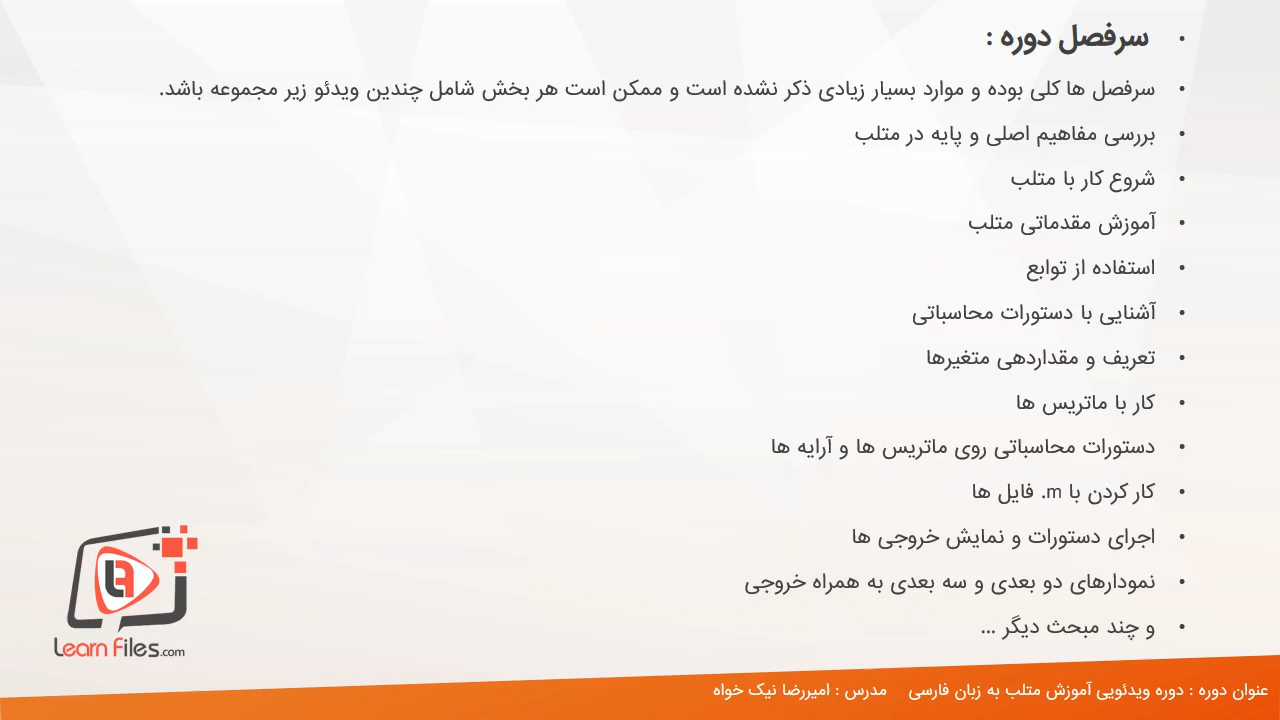 سرفصل دوره :
سرفصل ها کلی بوده و موارد بسیار زیادی ذکر نشده است و ممکن است هر بخش شامل چندین ویدئو زیر مجموعه باشد.
بررسی مفاهیم اصلی و پایه در متلب
شروع کار با متلب
آموزش مقدماتی متلب
استفاده از توابع
آشنایی با دستورات محاسباتی
تعریف و مقداردهی متغیرها
کار با ماتریس ها
دستورات محاسباتی روی ماتریس ها و آرایه ها
کار کردن با m. فایل ها
اجرای دستورات و نمایش خروجی ها
نمودارهای دو بعدی و سه بعدی به همراه خروجی
و چند مبحث دیگر ...
Learn Files.com
عنوان دوره : دوره ویدئویی آموزش متلب به زبان فارسی مدرس : امیررضا نیک خواه